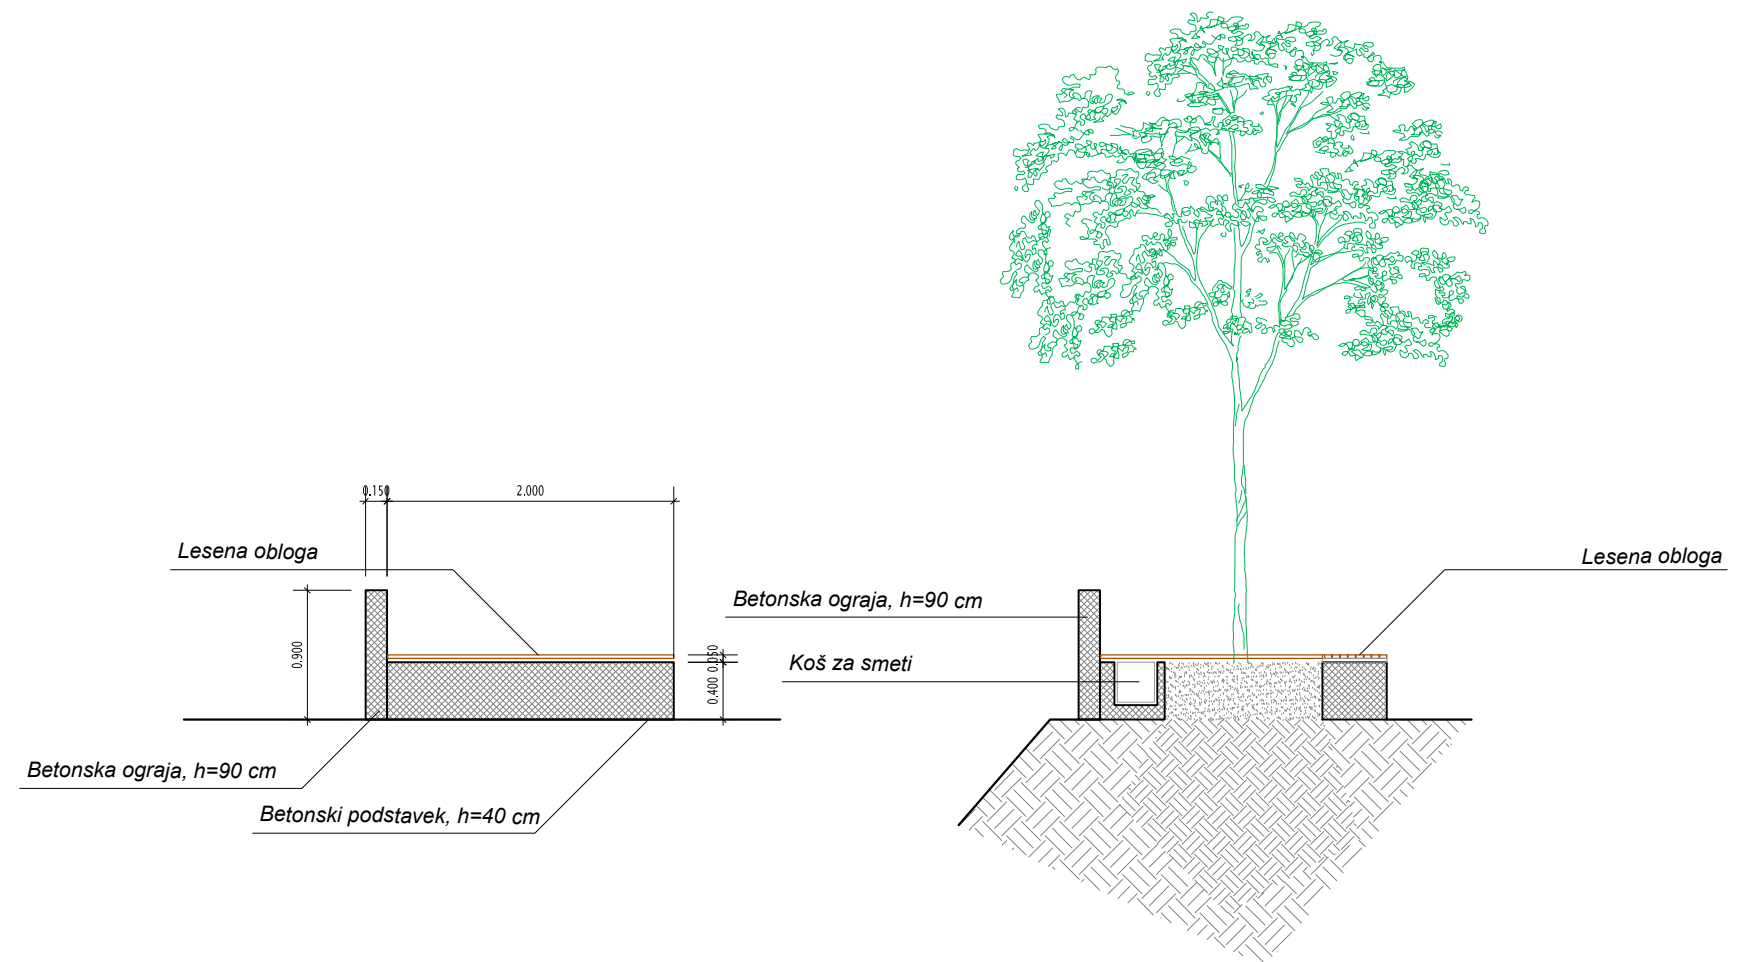 0.150
2.000
Lesena obloga
0.900
0.050
0.400
Betonska ograja, h=90 cm
Betonski podstavek, h=40 cm
Lesena obloga
Betonska ograja, h=90 cm
Koš za smeti